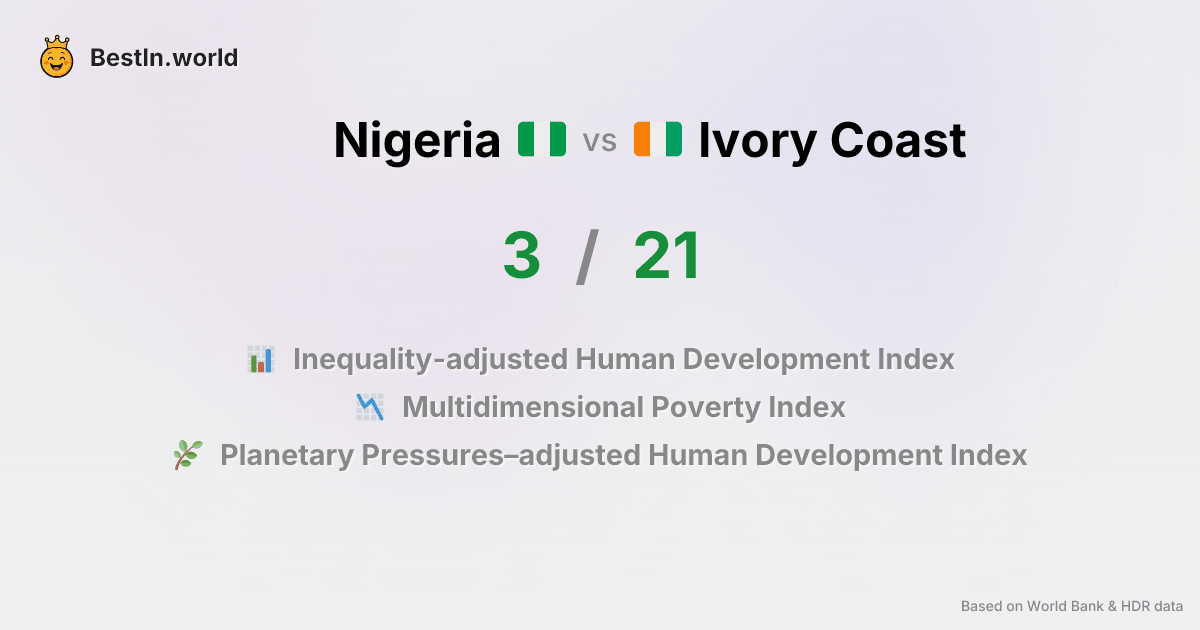 BestIn.world
Nigeria vs Ivory Coast
3 / 21
Inequality-adjusted Human Development Index
Multidimensional Poverty Index
Planetary Pressures–adjusted Human Development Index
Based on World Bank & HDR data